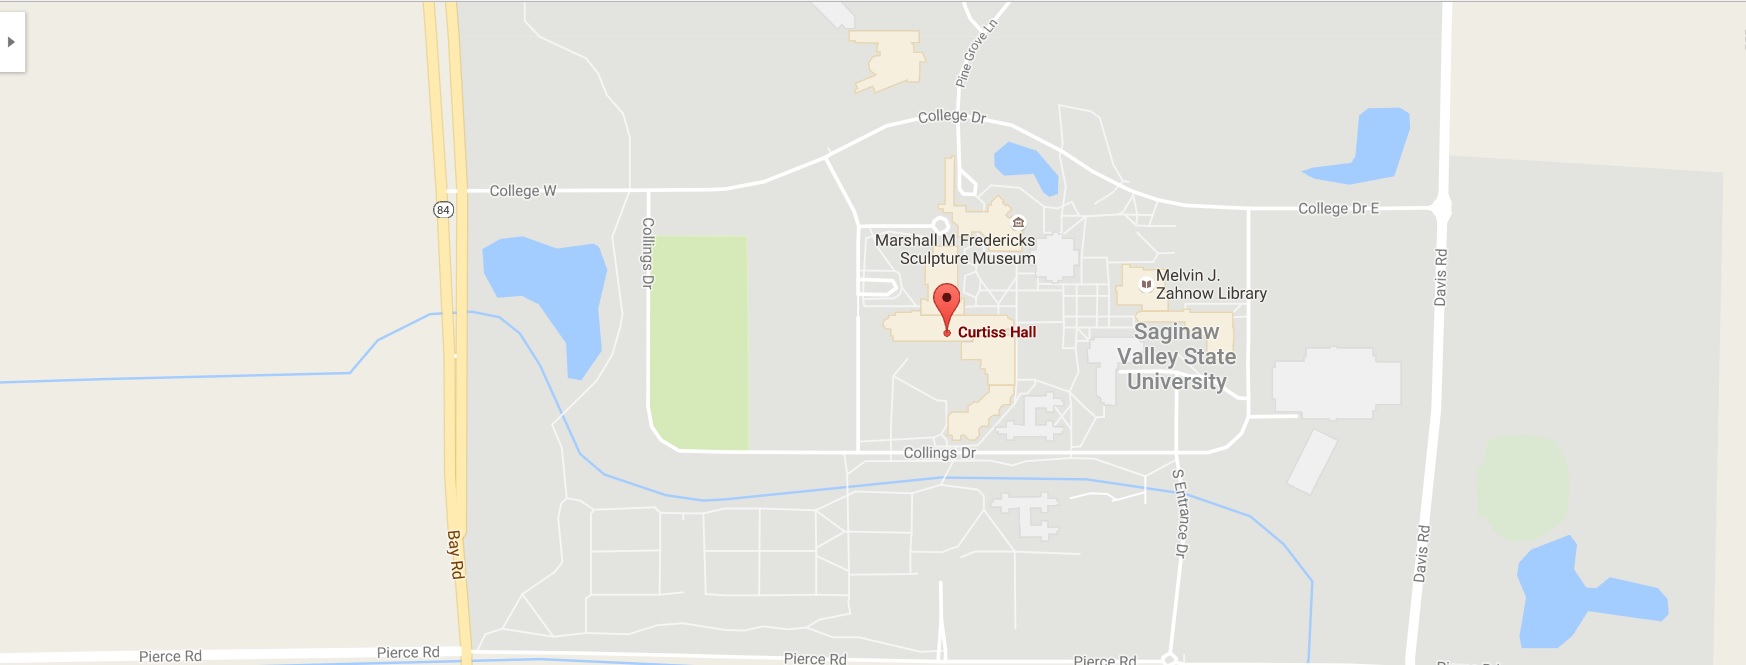 Pine Grove Ln
College Dr
College W
84
College Dr E
Collings Dr
Marshall M Fredericks
Sculpture Museum
Melvin J.
Zahnow Library
Davis Rd
Curtiss Hall
Saginaw
Valley State
University
Collings Dr
S Entrance Dr
Bay Rd
Davis Rd
Pierce Rd
Pierce Rd
Pierce Rd
Pierce Rd